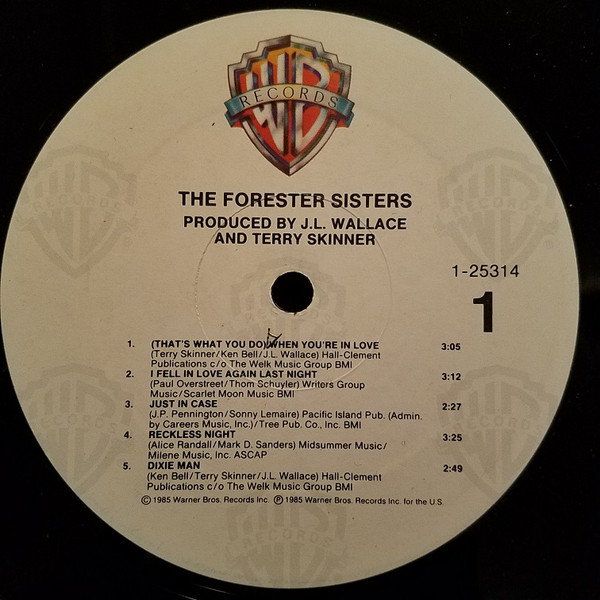 WB
RECORDS
THE FORESTER SISTERS
PRODUCED BY J.L. WALLACE
AND TERRY SKINNER
1-25314
1
1. (THAT'S WHAT YOU DO) WHEN YOU'RE IN LOVE 3:05
(Terry Skinner/Ken Bell/J.L. Wallace) Hall-Clement
Publications c/o The Welk Music Group BMI
2. I FELL IN LOVE AGAIN LAST NIGHT 3:12
(Paul Overstreet/Thom Schuyler) Writers Group
Music/Scarlet Moon Music BMI
3. JUST IN CASE 2:27
(J.P. Pennington/Sonny Lemaire) Pacific Island Pub. (Admin.
by Careers Music, Inc.)/Tree Pub. Co., Inc. BMI
4. RECKLESS NIGHT 3:25
(Alice Randall/Mark D. Sanders) Midsummer Music/
Milene Music, Inc. ASCAP
5. DIXIE MAN 2:49
(Ken Bell/Terry Skinner/J.L. Wallace) Hall-Clement
Publications c/o The Welk Music Group BMI
© 1985 Warner Bros. Records Inc. ℗ 1985 Warner Bros. Records Inc. for the U.S.